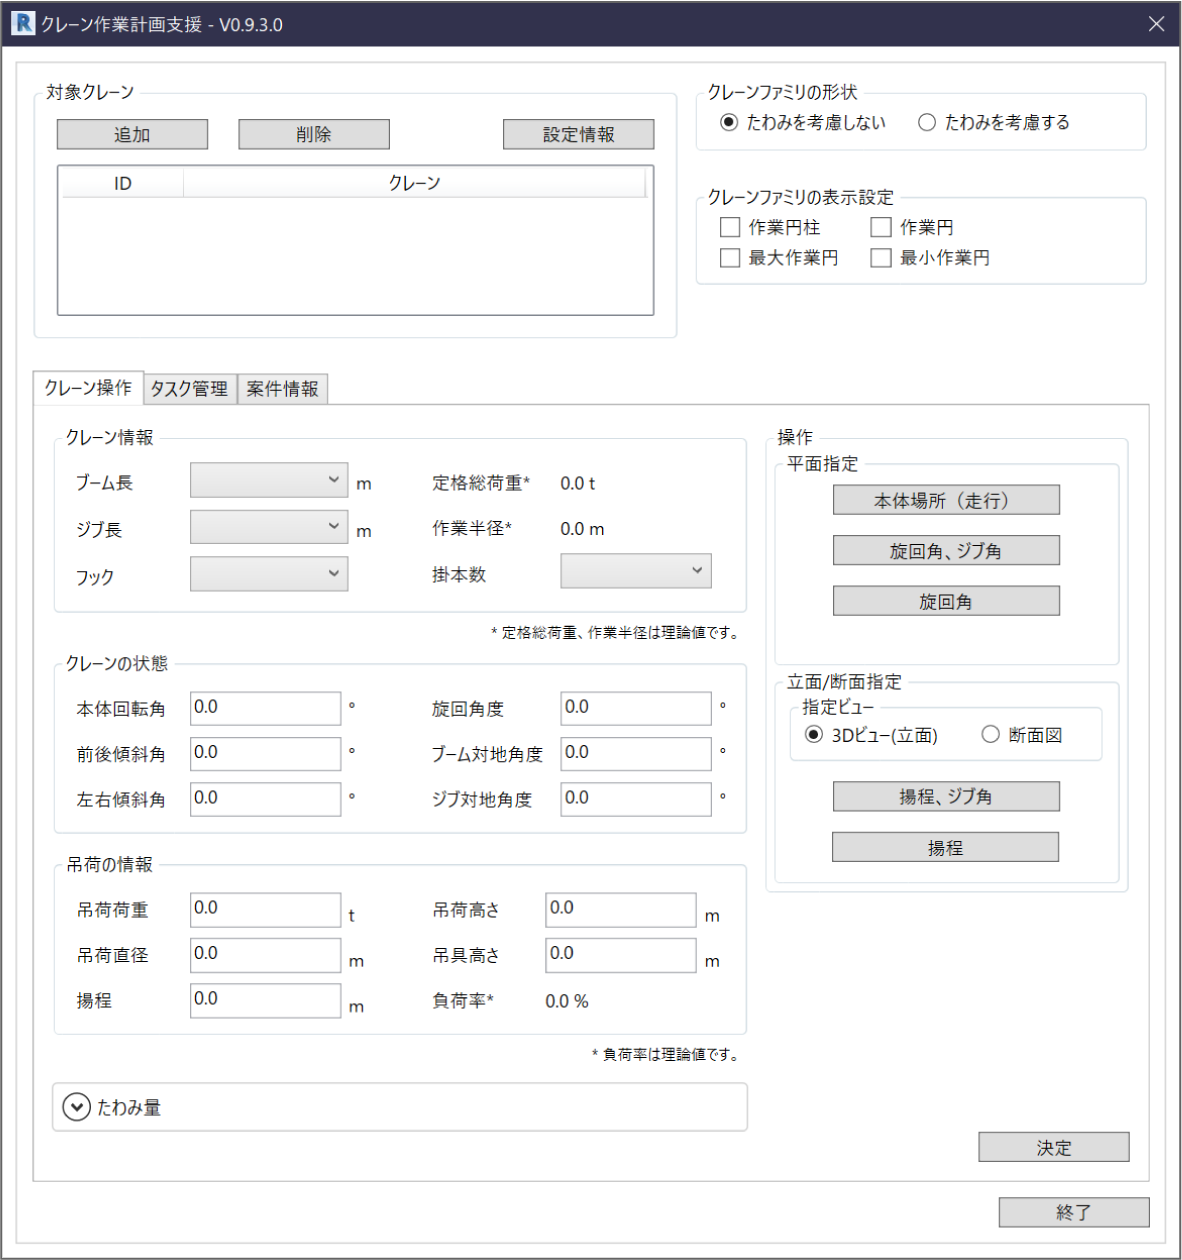 クレーン作業計画支援 - V0.9.3.0
対象クレーン
追加 削除 設定情報
ID クレーン
クレーンファミリの形状
たわみを考慮しない たわみを考慮する
クレーンファミリの表示設定
作業円柱 作業円
最大作業円 最小作業円
クレーン操作 タスク管理 案件情報
クレーン情報
ブーム長 m 定格総荷重* 0.0 t
ジブ長 m 作業半径* 0.0 m
フック 掛本数
* 定格総荷重、作業半径は理論値です。
クレーンの状態
本体回転角 0.0 ° 旋回角度 0.0 °
前後傾斜角 0.0 ° ブーム対地角度 0.0 °
左右傾斜角 0.0 ° ジブ対地角度 0.0 °
吊荷の情報
吊荷荷重 0.0 t 吊荷高さ 0.0 m
吊荷直径 0.0 m 吊具高さ 0.0 m
揚程 0.0 m 負荷率* 0.0 %
* 負荷率は理論値です。
たわみ量
操作
平面指定
本体場所（走行）
旋回角、ジブ角
旋回角
立面/断面指定
指定ビュー
3Dビュー(立面) 断面図
揚程、ジブ角
揚程
決定
終了